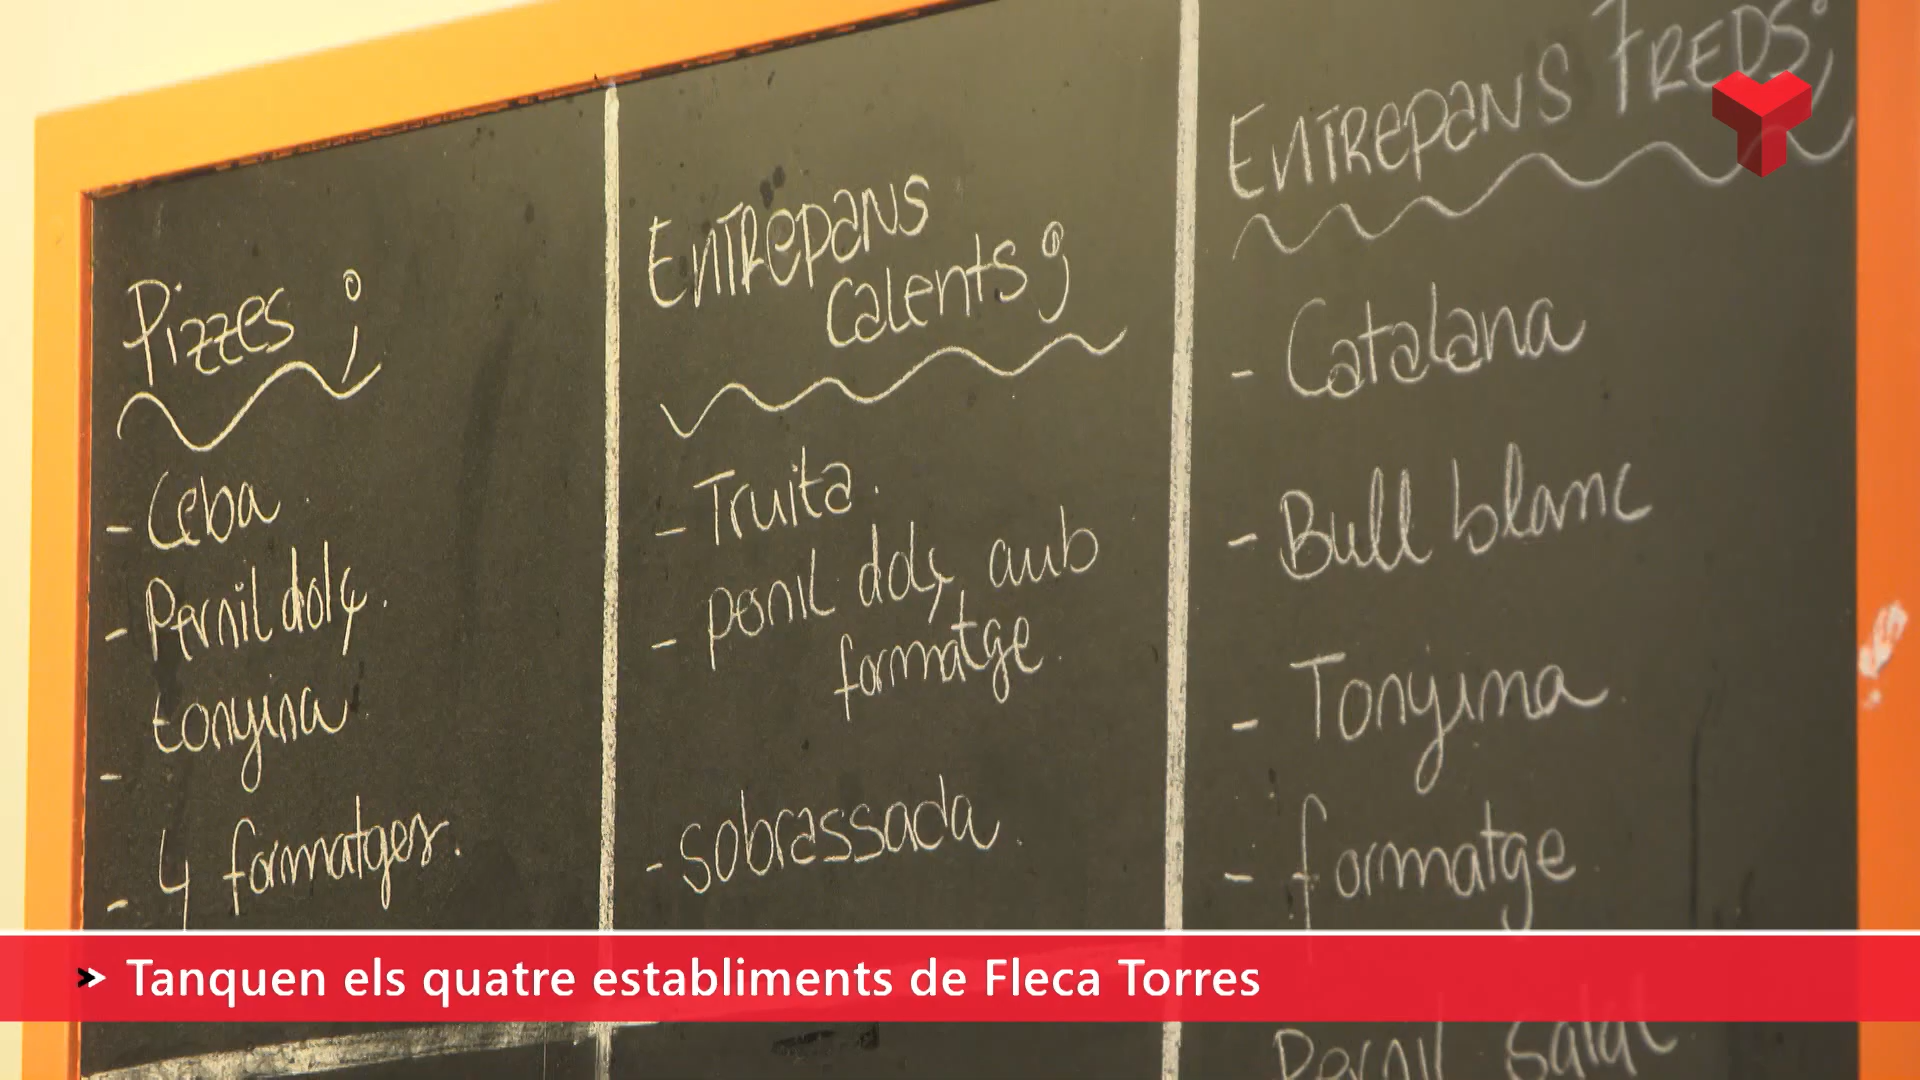 Pizzes ;
- Ceba.
- Pernil dolç.
- tonyina
- 4 formatges.
Entrepans
calents ;
- Truita.
- pernil dolç amb
formatge.
- sobrassada.
Entrepans Freds ;
- Catalana
- Bull blanc
- Tonyina.
- formatge.
Pernil Salat
> Tanquen els quatre establiments de Fleca Torres